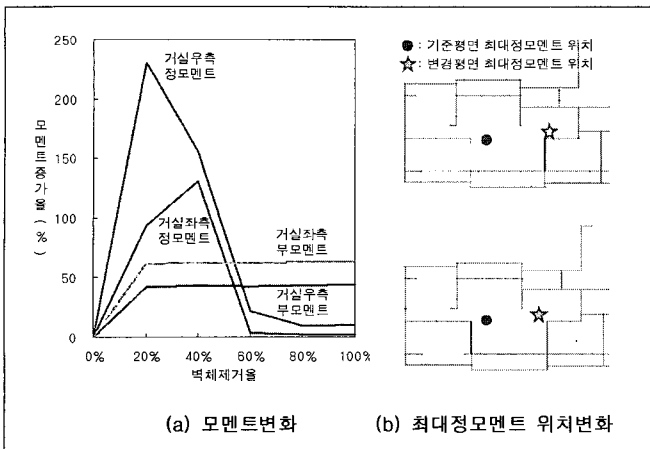 250
200
150
100
50
0
모멘트증가율(%)
거실우측
정모멘트
거실좌측
정모멘트
거실좌측
부모멘트
거실우측
부모멘트
0% 20% 40% 60% 80% 100%
벽체제거율
(a) 모멘트변화
● : 기준평면 최대정모멘트 위치
☆ : 변경평면 최대정모멘트 위치
(b) 최대정모멘트 위치변화